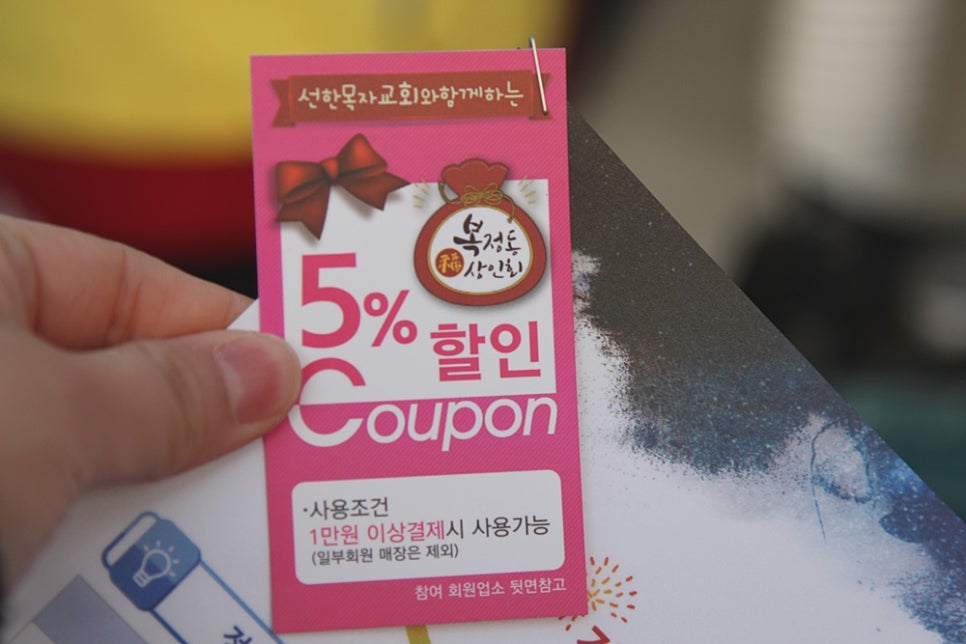 선한목자교회와함께하는
복정동
福 상인회
5% 할인
Coupon
·사용조건
1만원 이상결제시 사용가능
(일부회원 매장은 제외)
참여 회원업소 뒷면참고